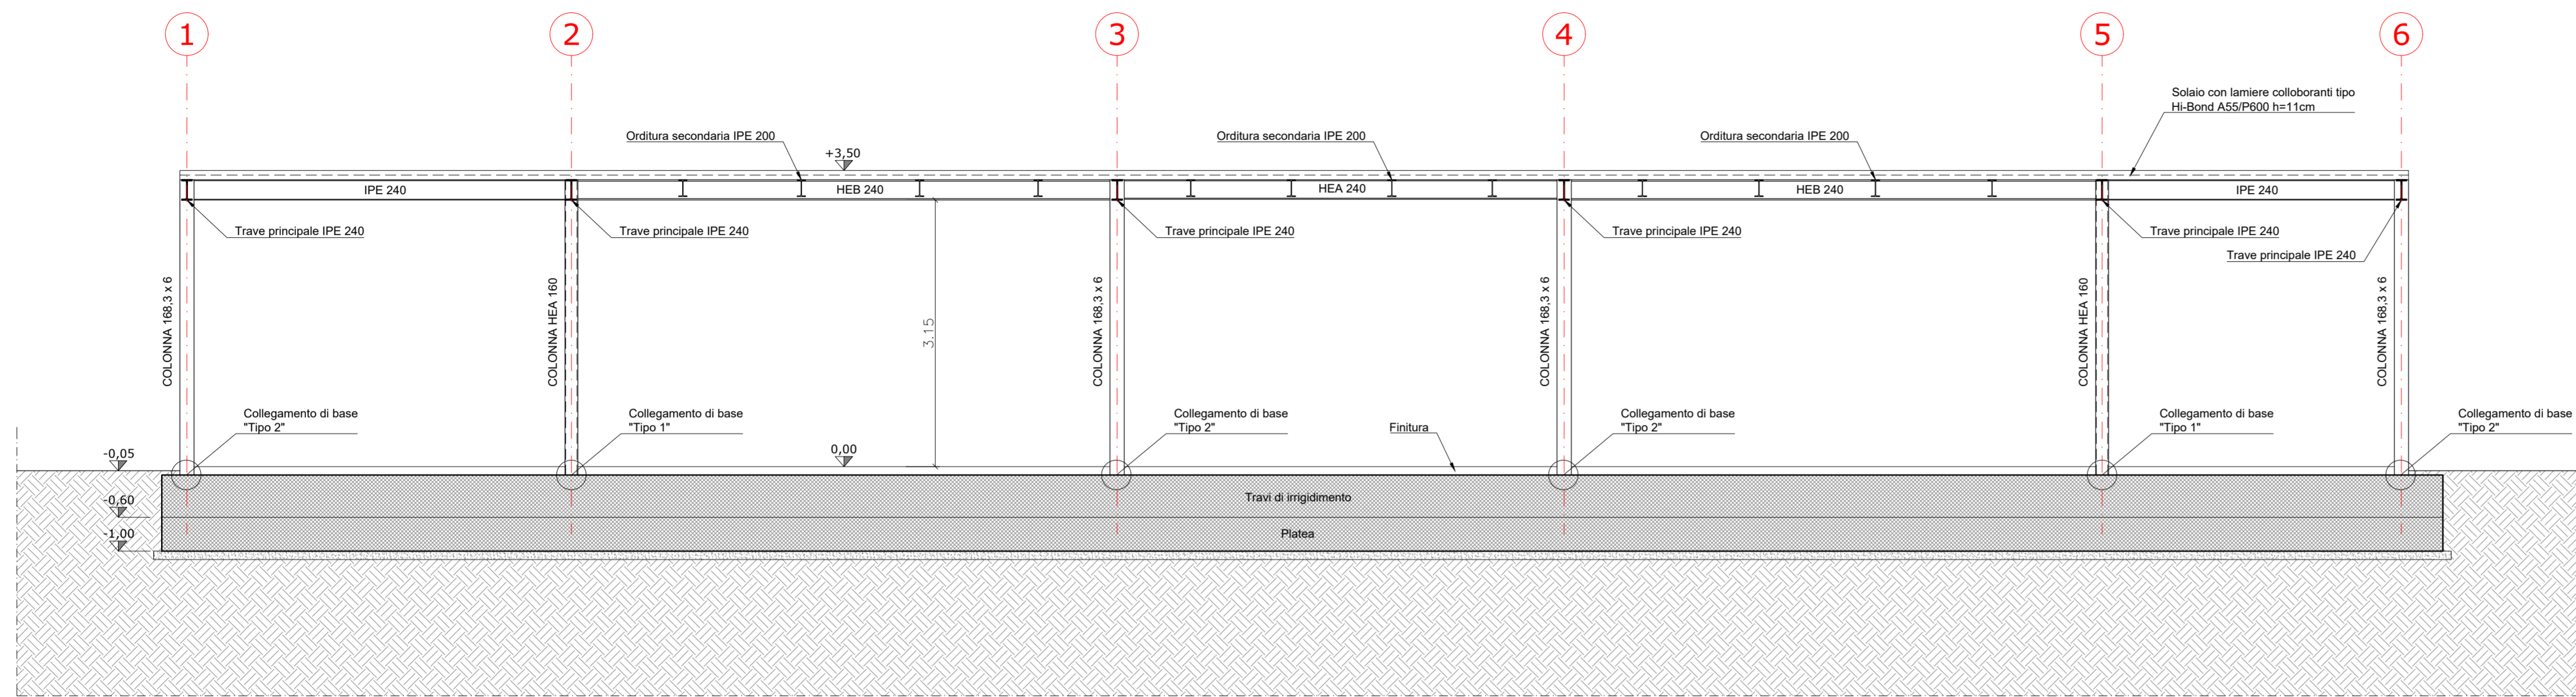 1
2
3
4
5
6
Solaio con lamiere colloboranti tipo
Hi-Bond A55/P600 h=11cm
Orditura secondaria IPE 200
Orditura secondaria IPE 200
Orditura secondaria IPE 200
+3,50
IPE 240
HEB 240
HEA 240
HEB 240
IPE 240
Trave principale IPE 240
Trave principale IPE 240
Trave principale IPE 240
Trave principale IPE 240
Trave principale IPE 240
Trave principale IPE 240
COLONNA 168,3 x 6
COLONNA HEA 160
3.15
COLONNA 168,3 x 6
COLONNA 168,3 x 6
COLONNA HEA 160
COLONNA 168,3 x 6
Collegamento di base
"Tipo 2"
Collegamento di base
"Tipo 1"
Collegamento di base
"Tipo 2"
Finitura
Collegamento di base
"Tipo 2"
Collegamento di base
"Tipo 1"
Collegamento di base
"Tipo 2"
-0,05
0,00
-0,60
Travi di irrigidimento
-1,00
Platea